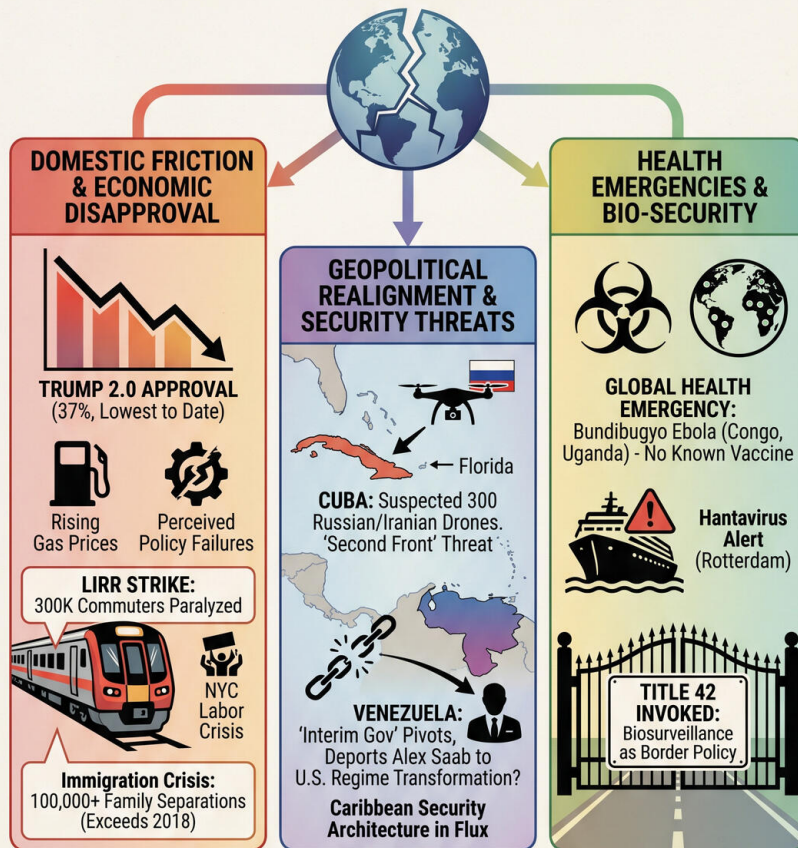 DOMESTIC FRICTION
& ECONOMIC
DISAPPROVAL
TRUMP 2.0 APPROVAL
(37%, Lowest to Date)
Rising
Gas Prices
Perceived
Policy Failures
LIRR STRIKE:
300K Commuters Paralyzed
NYC
Labor
Crisis
Immigration Crisis:
100,000+ Family Separations
(Exceeds 2018)
GEOPOLITICAL
REALIGNMENT &
SECURITY THREATS
Florida
CUBA: Suspected 300
Russian/Iranian Drones.
'Second Front' Threat
VENEZUELA:
'Interim Gov' Pivots,
Deports Alex Saab to
U.S. Regime Transformation?
Caribbean Security
Architecture in Flux
HEALTH
EMERGENCIES &
BIO-SECURITY
GLOBAL HEALTH
EMERGENCY:
Bundibugyo Ebola (Congo,
Uganda) - No Known Vaccine
Hantavirus
Alert
(Rotterdam)
TITLE 42
INVOKED:
Biosurveillance
as Border Policy